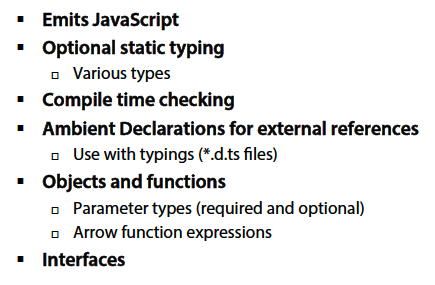 ▪ Emits JavaScript
▪ Optional static typing
▫ Various types
▪ Compile time checking
▪ Ambient Declarations for external references
▫ Use with typings (*.d.ts files)
▪ Objects and functions
▫ Parameter types (required and optional)
▫ Arrow function expressions
▪ Interfaces